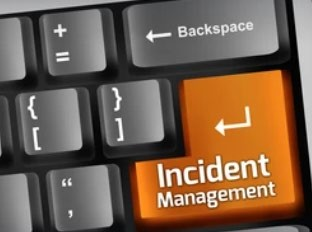 +
=
← Backspace
{
[
}
]
“
,
Incident
Management